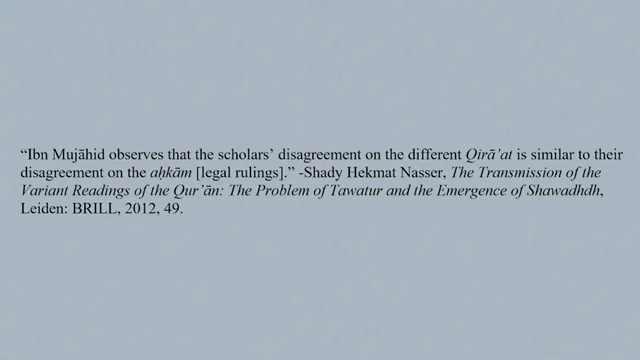 “Ibn Mujāhid observes that the scholars’ disagreement on the different Qirā’at is similar to their
disagreement on the aḥkām [legal rulings].” -Shady Hekmat Nasser, The Transmission of the
Variant Readings of the Qur’ān: The Problem of Tawatur and the Emergence of Shawadhdh,
Leiden: BRILL, 2012, 49.